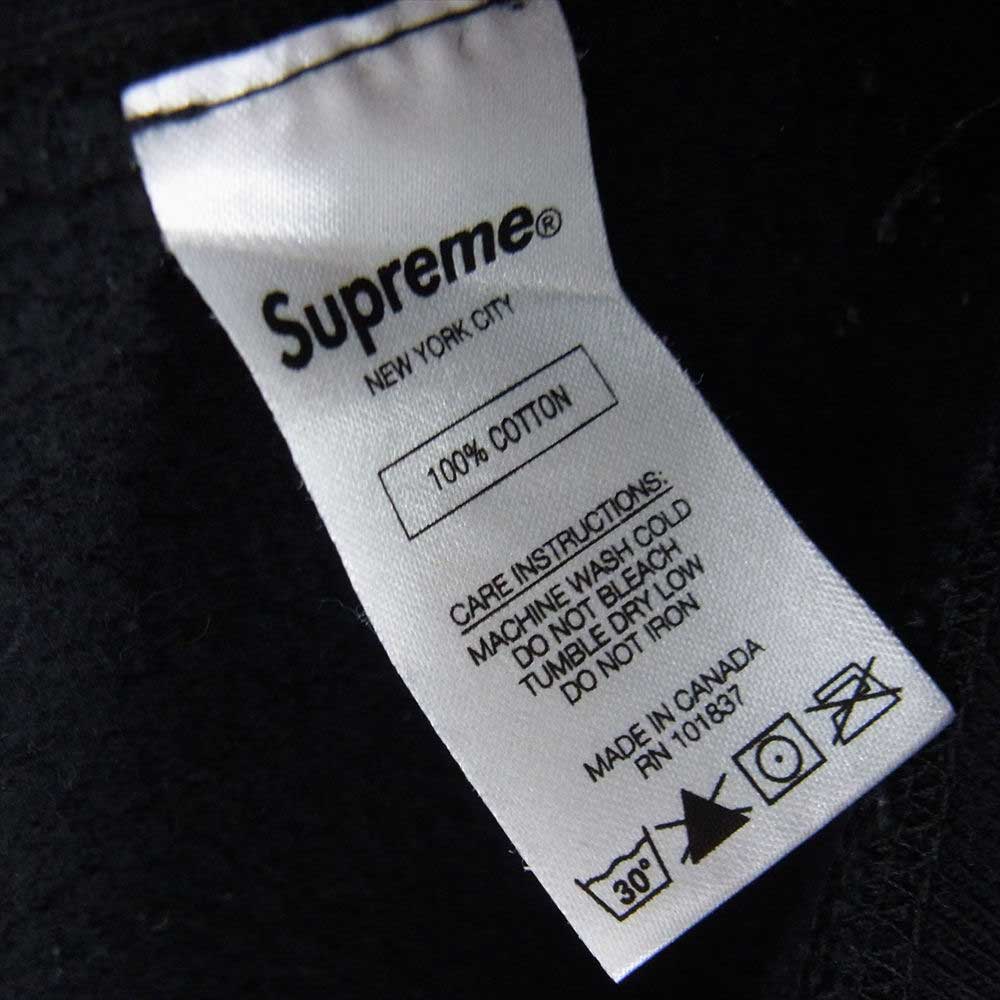 Supreme®
NEW YORK CITY
100% COTTON
CARE INSTRUCTIONS:
MACHINE WASH COLD
DO NOT BLEACH
TUMBLE DRY LOW
DO NOT IRON
MADE IN CANADA
RN 101837
30°